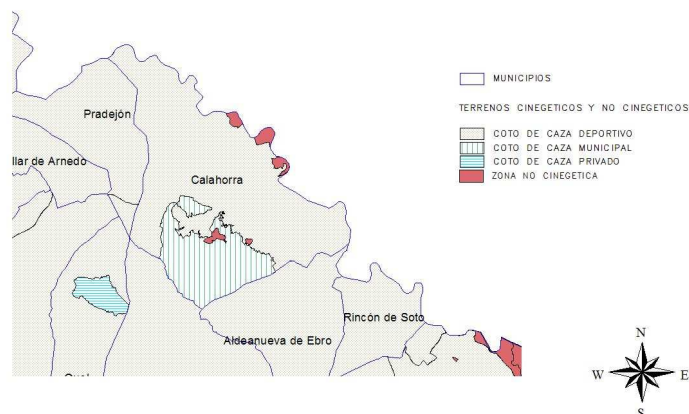 MUNICIPIOS
TERRENOS CINEGETICOS Y NO CINEGETICOS
COTO DE CAZA DEPORTIVO
COTO DE CAZA MUNICIPAL
COTO DE CAZA PRIVADO
ZONA NO CINEGETICA
Pradejón
llar de Arnedo
Calahorra
Rincón de Soto
Aldeanueva de Ebro
N
W E
S